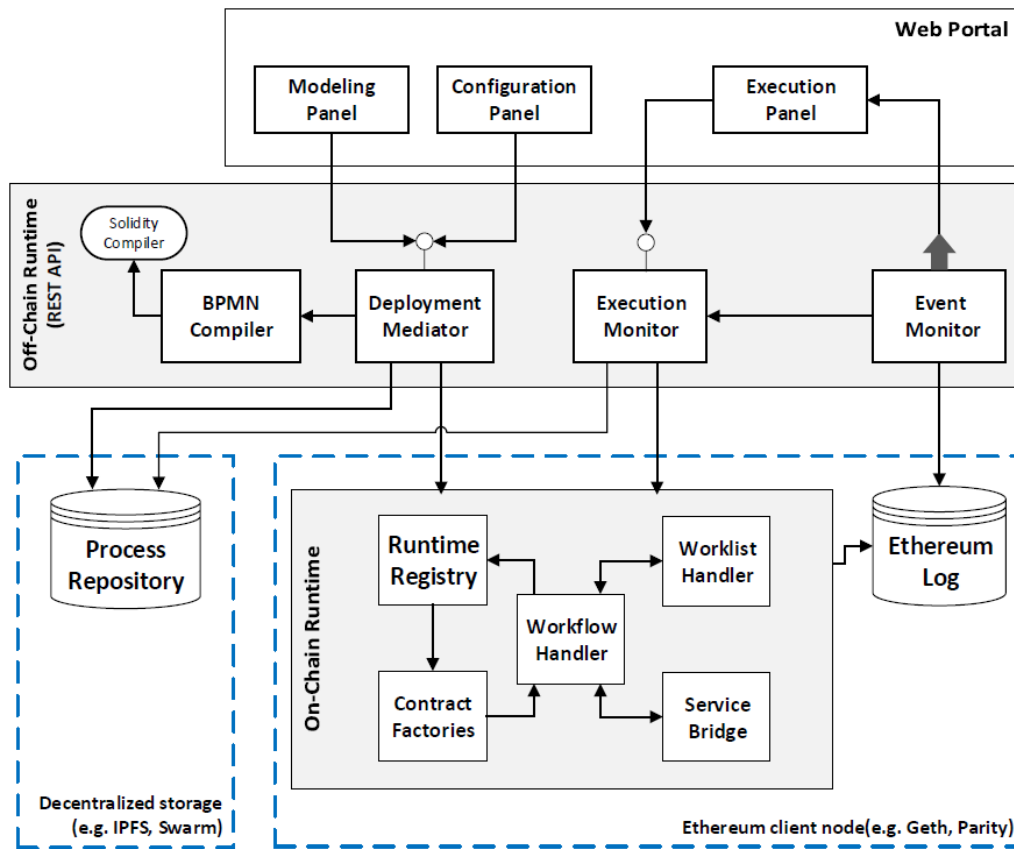 Web Portal
Modeling
Panel
Configuration
Panel
Execution
Panel
Off-Chain Runtime
(REST API)
Solidity
Compiler
BPMN
Compiler
Deployment
Mediator
Execution
Monitor
Event
Monitor
Process
Repository
Decentralized storage
(e.g. IPFS, Swarm)
On-Chain Runtime
Runtime
Registry
Worklist
Handler
Workflow
Handler
Contract
Factories
Service
Bridge
Ethereum
Log
Ethereum client node(e.g. Geth, Parity)